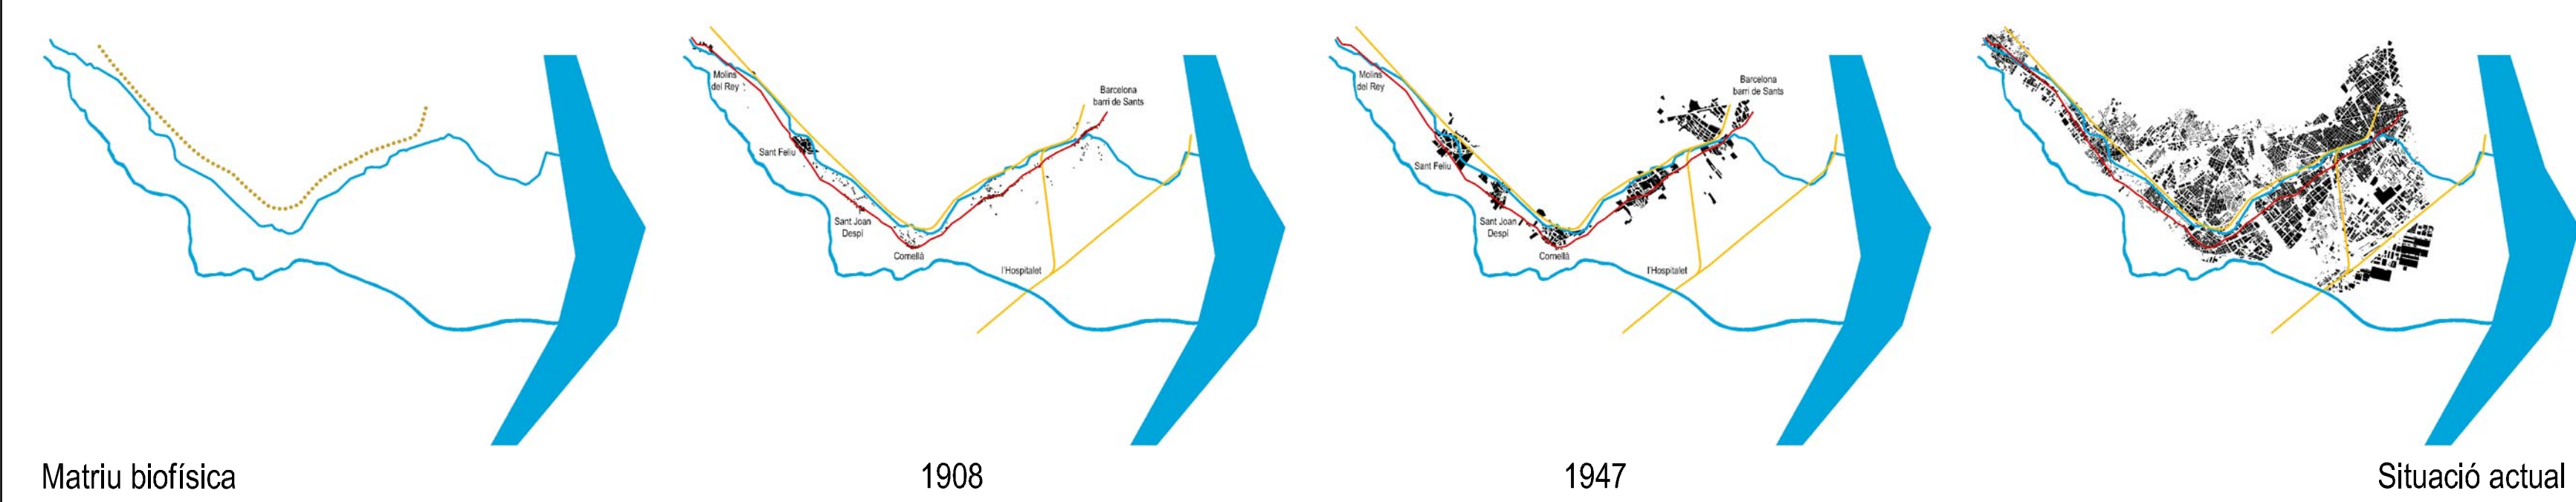 Molins
del Rey
Sant Feliu
Sant Joan
Despí
Cornellà
l'Hospitalet
Barcelona
barri de Sants
Molins
del Rey
Sant Feliu
Sant Joan
Despí
Cornellà
l'Hospitalet
Barcelona
barri de Sants
Matriu biofísica
1908
1947
Situació actual